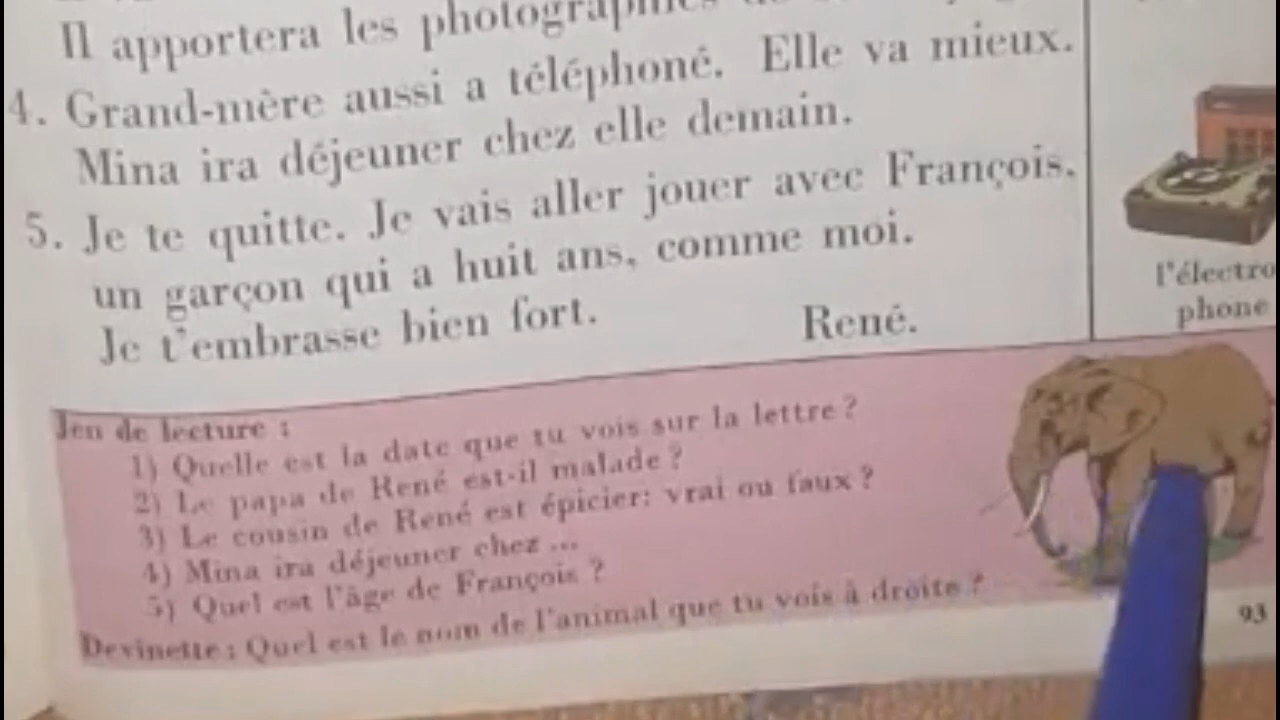 Il apportera les photographies
4. Grand-mère aussi a téléphoné. Elle va mieux.
Mina ira déjeuner chez elle demain.
5. Je te quitte. Je vais aller jouer avec François,
un garçon qui a huit ans, comme moi.
Je t'embrasse bien fort. René.
l'électro
phone
Jeu de lecture :
1) Quelle est la date que tu vois sur la lettre ?
2) Le papa de René est-il malade ?
3) Le cousin de René est épicier: vrai ou faux ?
4) Mina ira déjeuner chez ...
5) Quel est l'âge de François ?
Devinette : Quel est le nom de l'animal que tu vois à droite ?
93